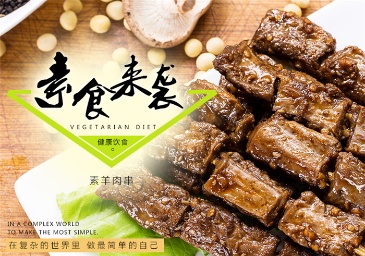 素食来袭
VEGETARIAN DIET
健康饮食
素羊肉串
IN A COMPLEX WORLD
TO MAKE THE MOST SIMPLE
在复杂的世界里 做最简单的自己